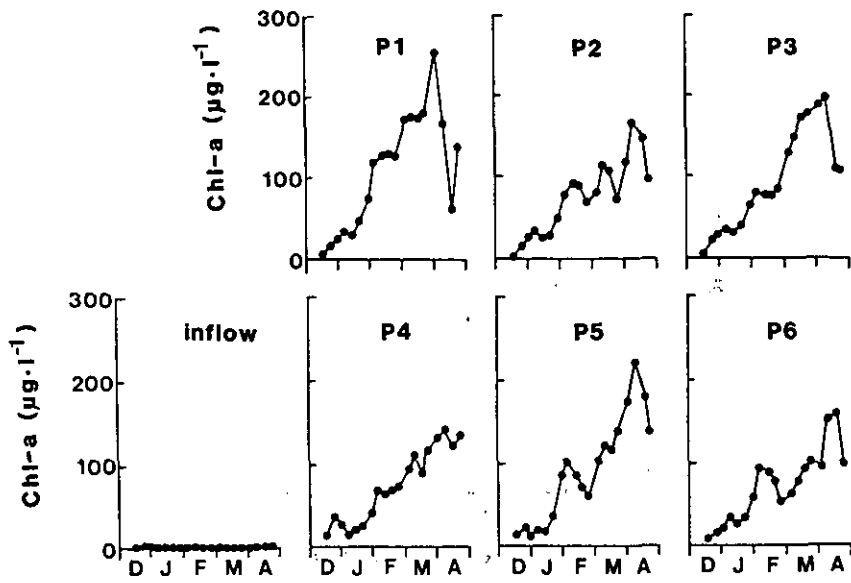 300
200
100
0
Chl-a (µg·l⁻¹)
P1
P2
P3
300
200
100
0
Chl-a (µg·l⁻¹)
inflow
P4
P5
P6
D J F M A
D J F M A
D J F M A
D J F M A